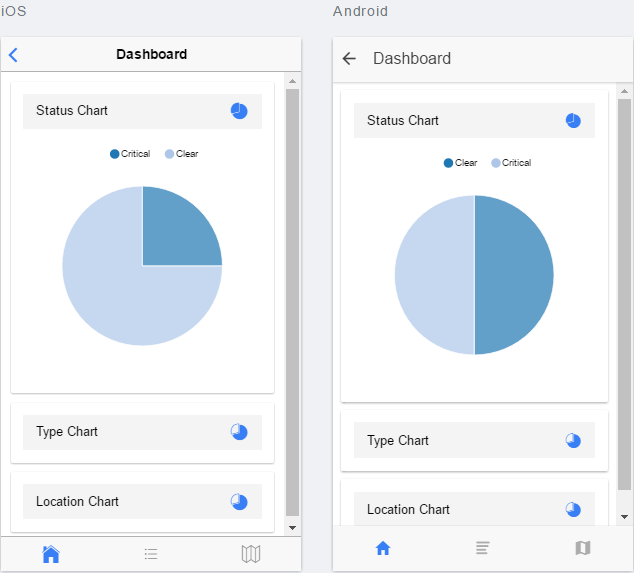 iOS
Dashboard
Status Chart
Critical Clear
Type Chart
Location Chart
Android
Dashboard
Status Chart
Clear Critical
Type Chart
Location Chart